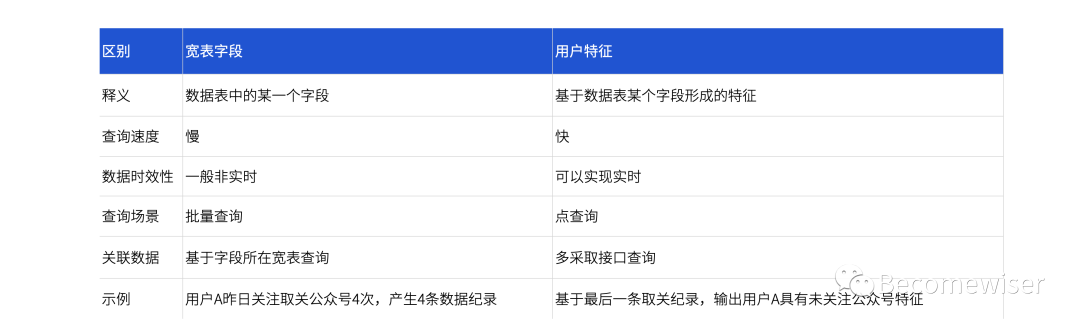 区别 宽表字段 用户特征
释义 数据表中的某一个字段 基于数据表某个字段形成的特征
查询速度 慢 快
数据时效性 一般非实时 可以实现实时
查询场景 批量查询 点查询
关联数据 基于字段所在宽表查询 多采取接口查询
示例 用户A昨日关注取关公众号4次，产生4条数据纪录 基于最后一条取关纪录，输出用户A具有未关注公众号特征
Becomewiser